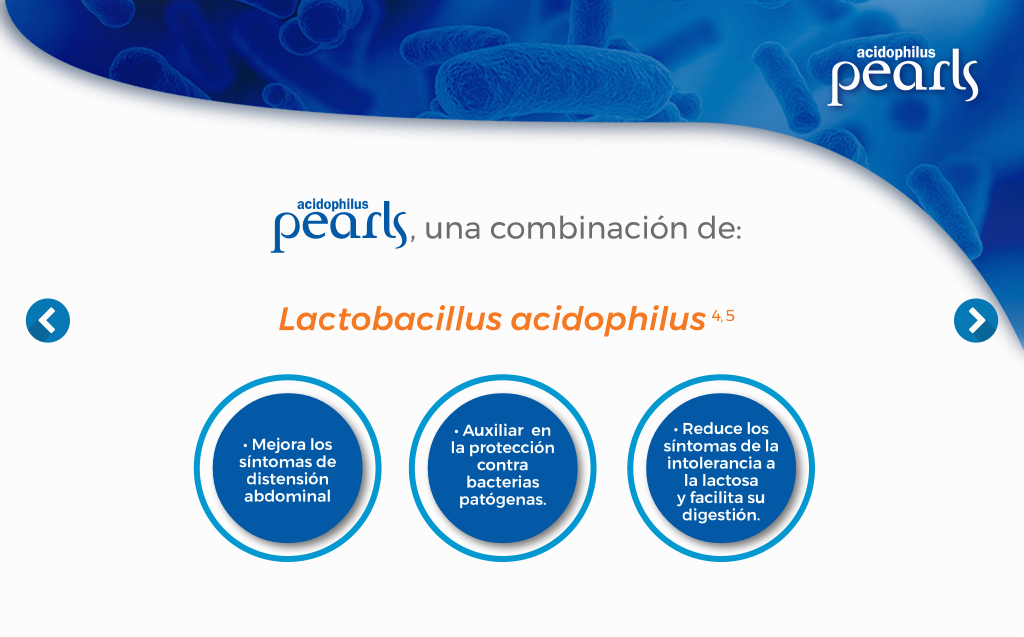 acidophilus
pearls
acidophilus
pearls, una combinación de:
Lactobacillus acidophilus 4,5
• Mejora los
síntomas de
distensión
abdominal
• Auxiliar en
la protección
contra
bacterias
patógenas.
• Reduce los
síntomas de la
intolerancia a
la lactosa
y facilita su
digestión.